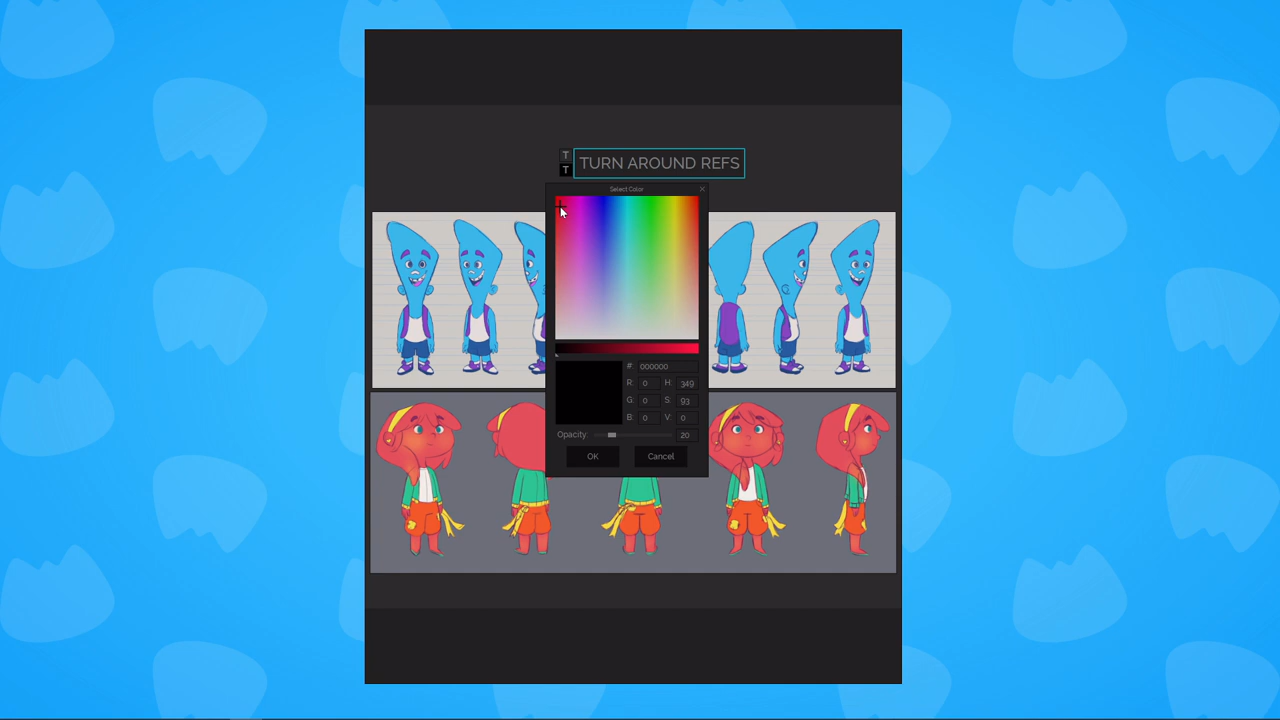 T
T
TURN AROUND REFS
Select Color
#: 000000
R: 0 H: 349
G: 0 S: 93
B: 0 V: 0
Opacity: 20
OK Cancel